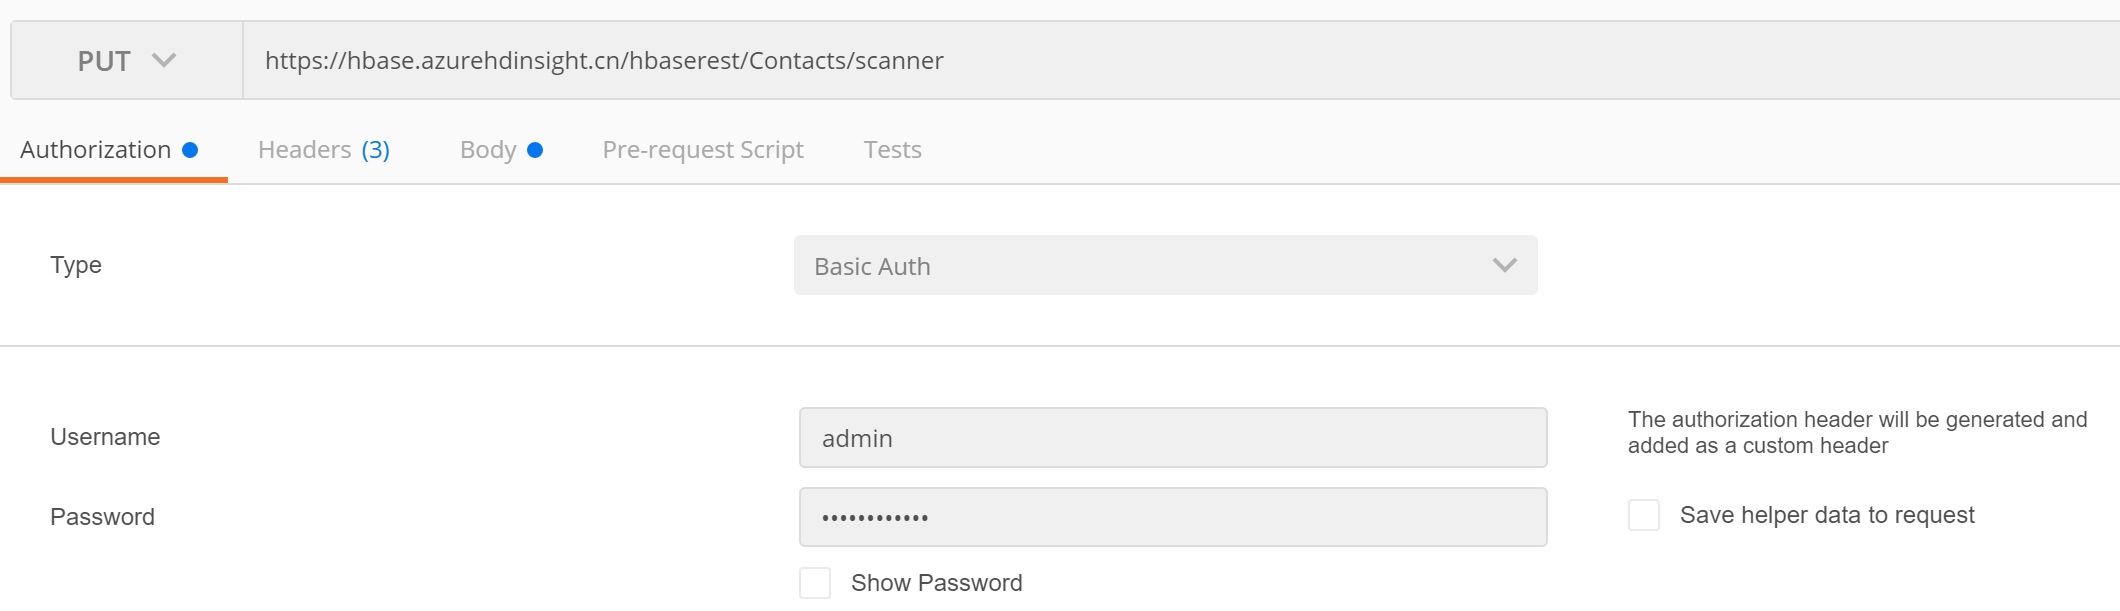 PUT https://hbase.azurehdinsight.cn/hbaserest/Contacts/scanner
Authorization Headers (3) Body Pre-request Script Tests
Type Basic Auth
Username admin
The authorization header will be generated and
added as a custom header
Password ••••••••••••
Save helper data to request
Show Password